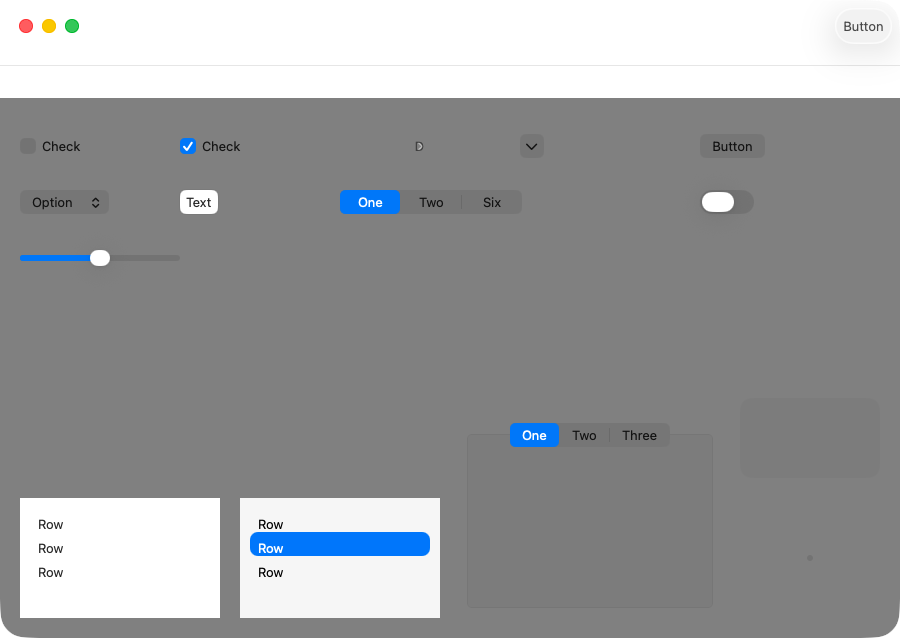 Button
Check
Check
Button
Option
Text
One
Two
Six
One
Two
Three
Row
Row
Row
Row
Row
Row